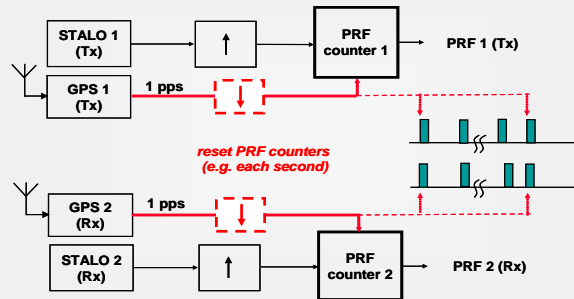 STALO 1
(Tx)
PRF
counter 1
PRF 1 (Tx)
GPS 1
(Tx)
1 pps
reset PRF counters
(e.g. each second)
GPS 2
(Rx)
1 pps
STALO 2
(Rx)
PRF
counter 2
PRF 2 (Rx)